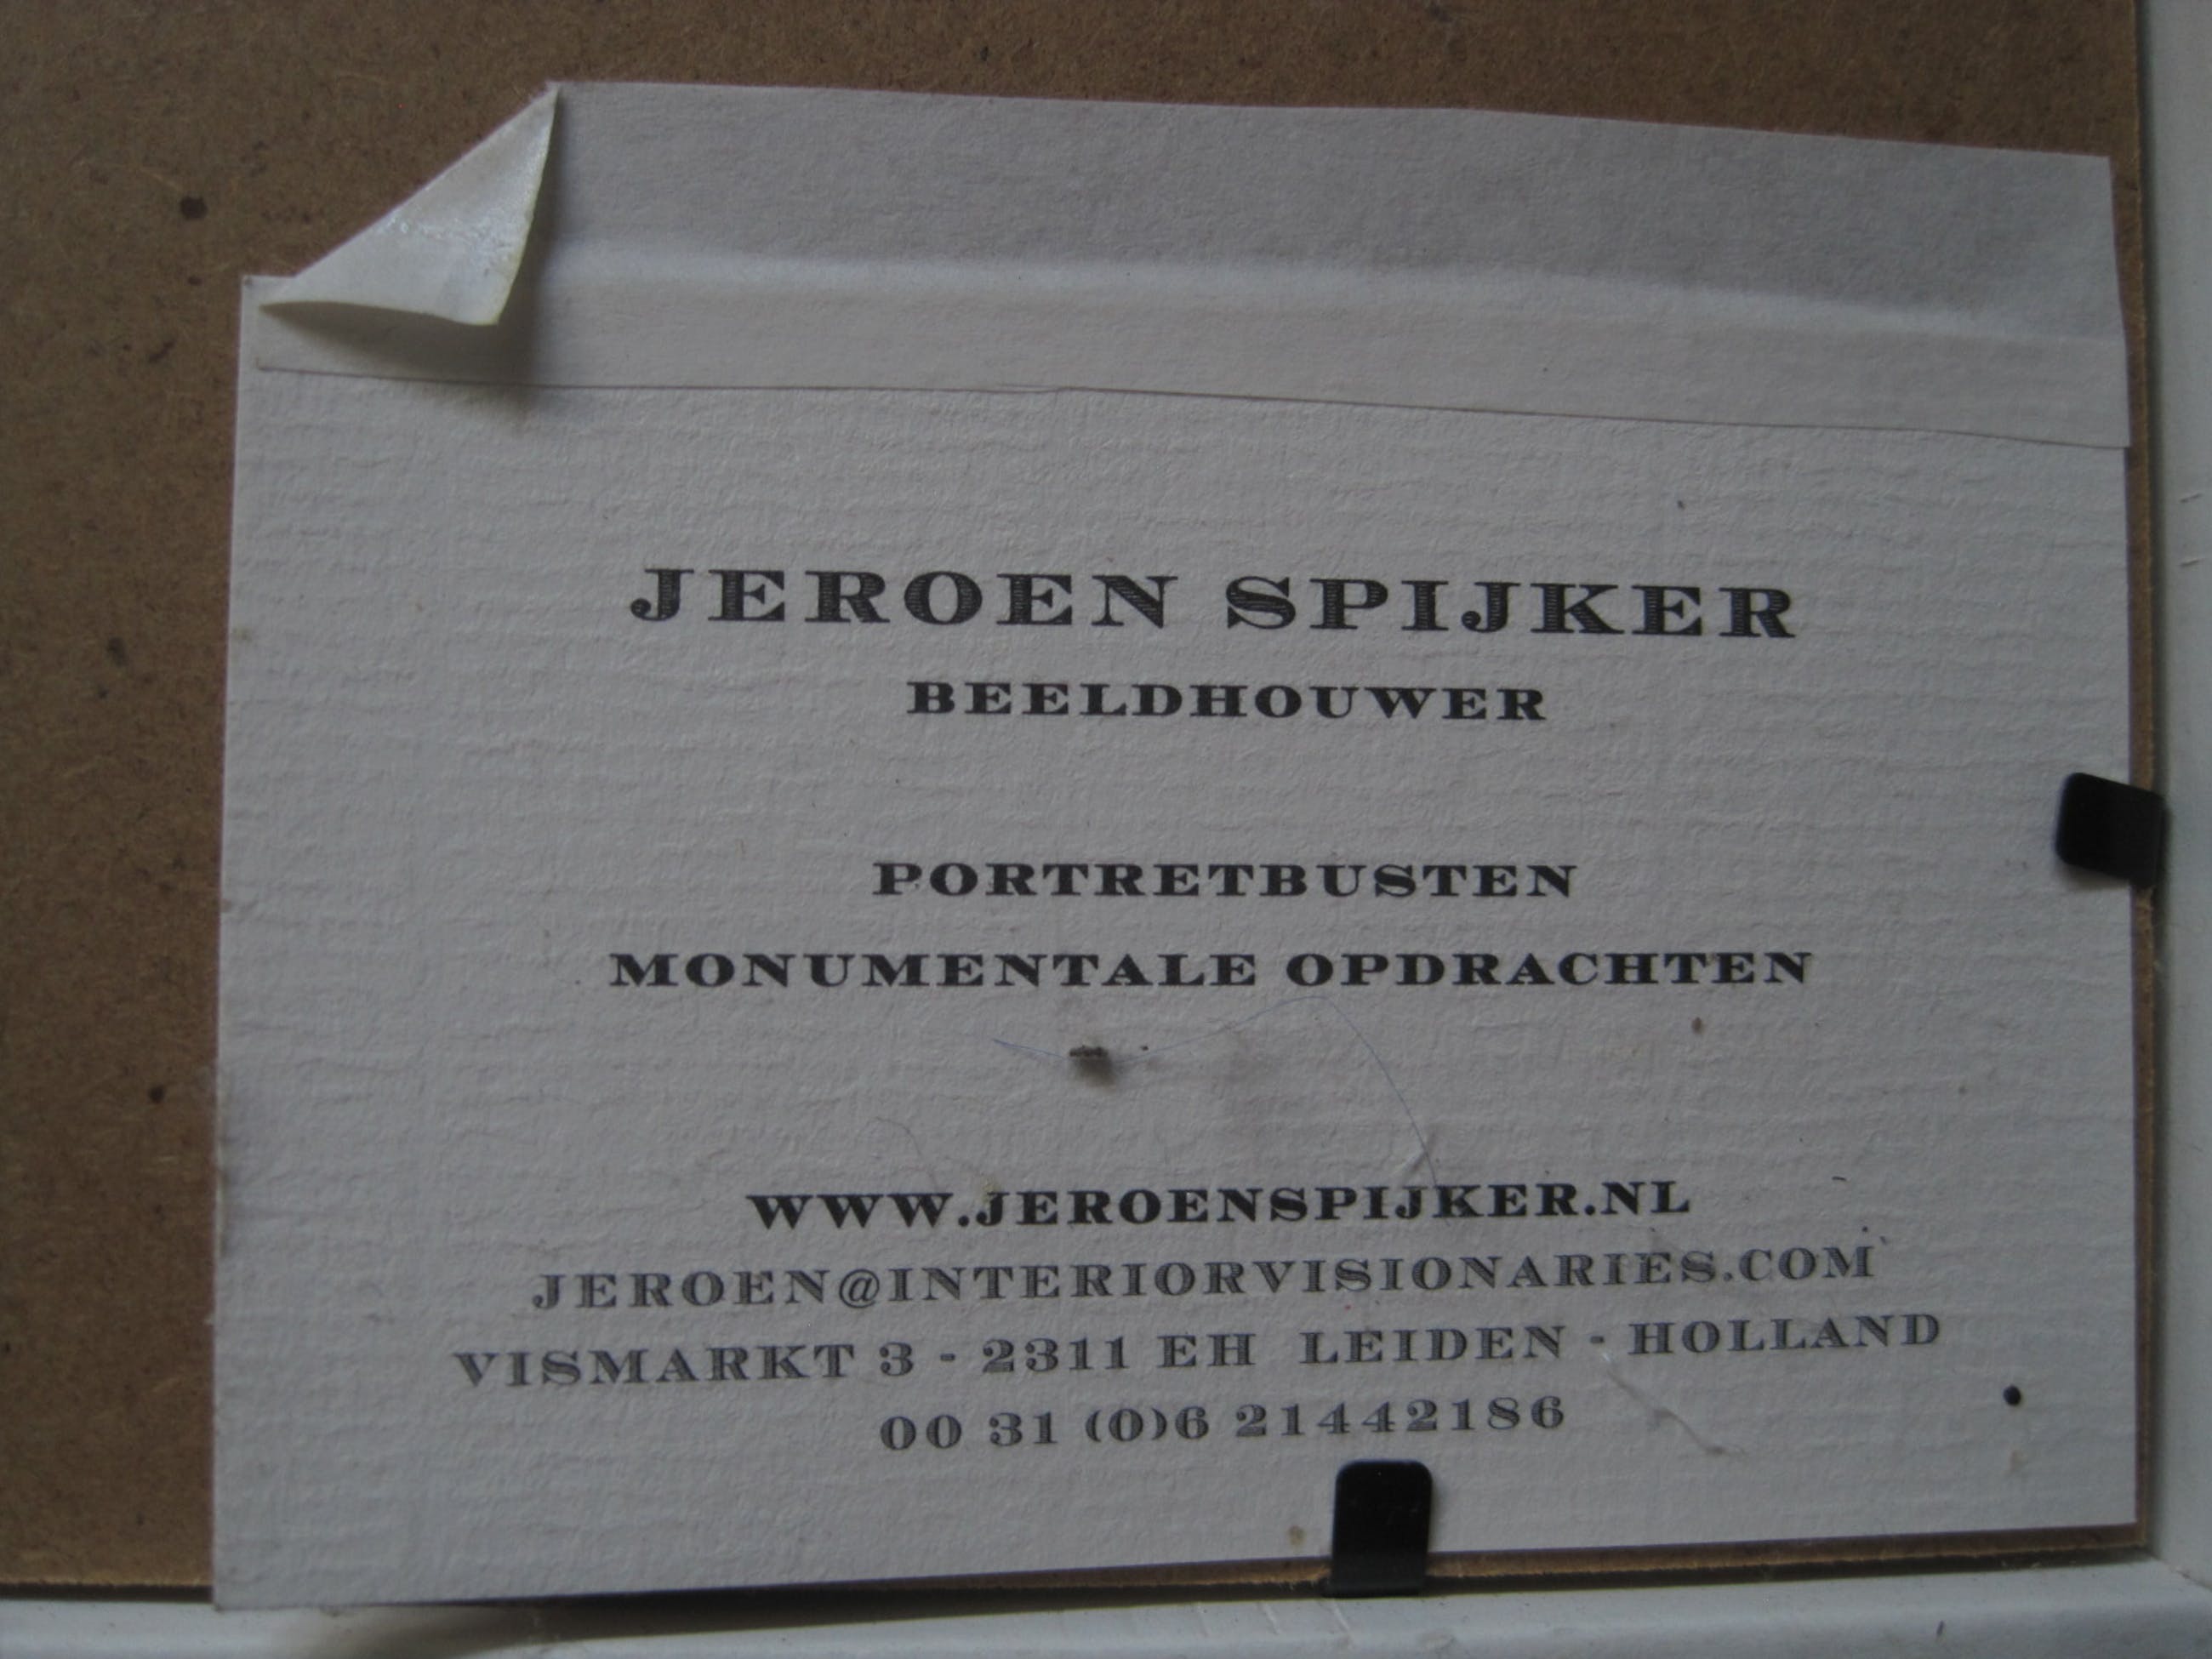 JEROEN SPIJKER
BEELDHOUWER
PORTRETBUSTEN
MONUMENTALE OPDRACHTEN
WWW.JEROENSPIJKER.NL
JEROEN@INTERIORVISIONARIES.COM
VISMARKT 3 - 2311 EH LEIDEN - HOLLAND
00 31 (0)6 21442186